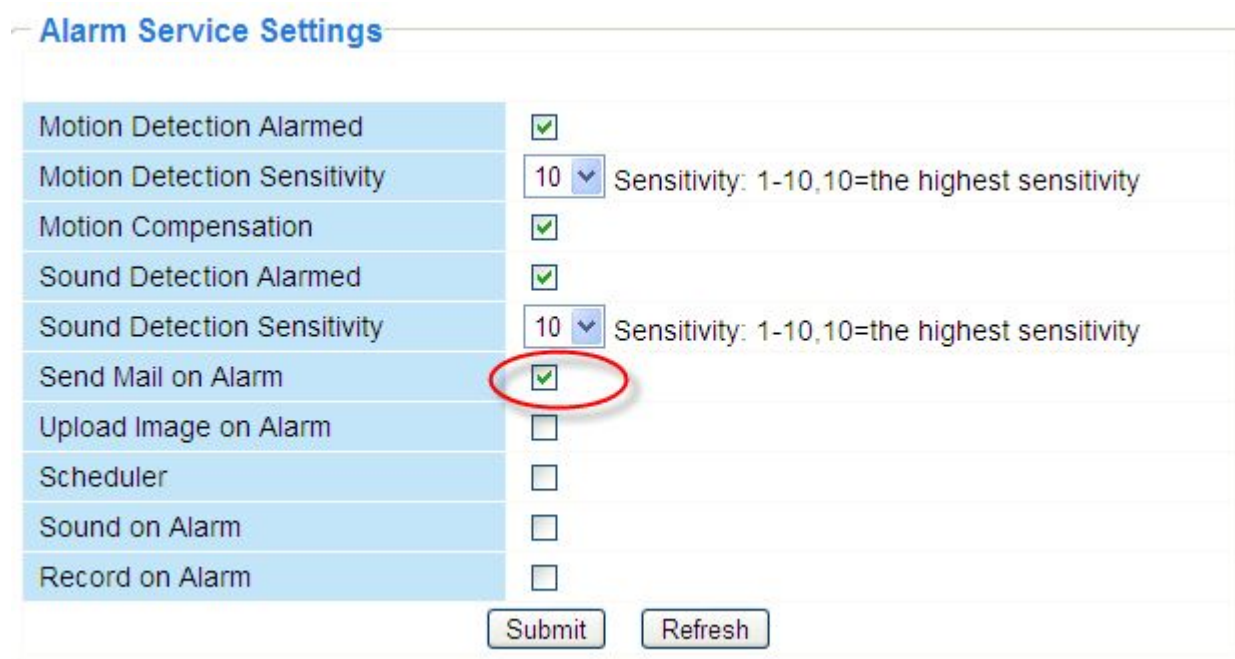 Alarm Service Settings
Motion Detection Alarmed
Motion Detection Sensitivity 10 Sensitivity: 1-10,10=the highest sensitivity
Motion Compensation
Sound Detection Alarmed
Sound Detection Sensitivity 10 Sensitivity: 1-10,10=the highest sensitivity
Send Mail on Alarm
Upload Image on Alarm
Scheduler
Sound on Alarm
Record on Alarm
Submit Refresh